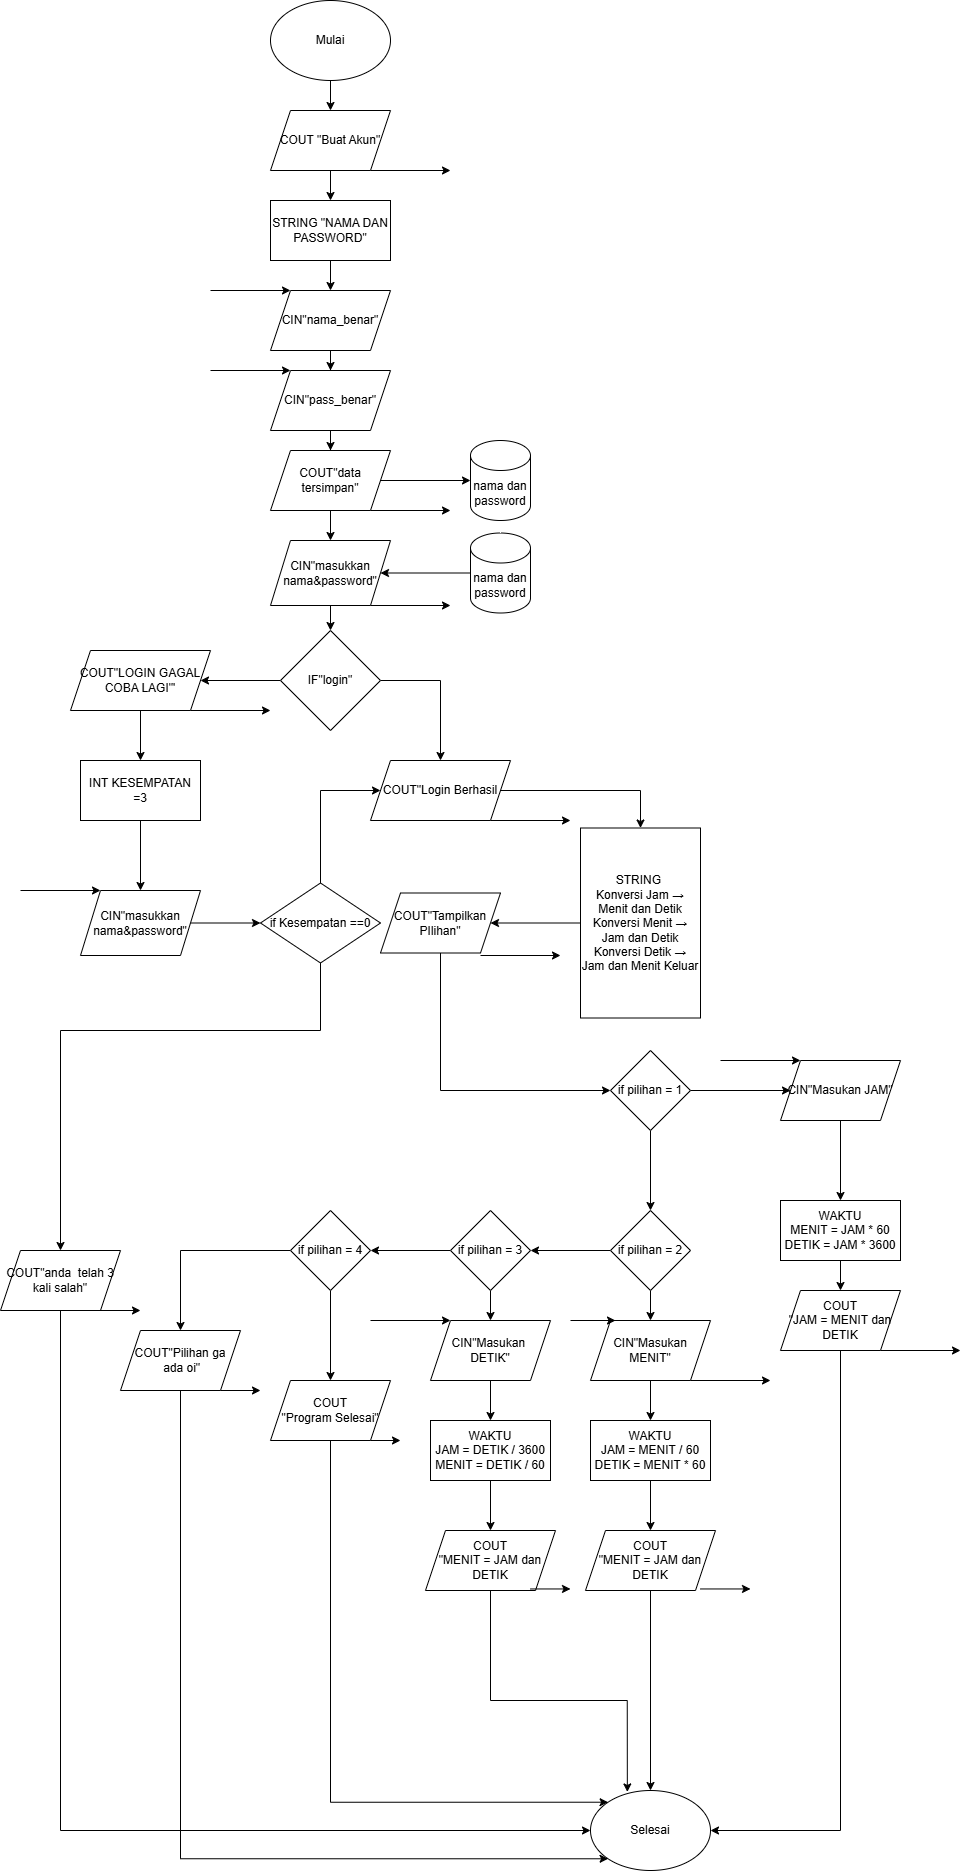 Mulai
COUT "Buat Akun"
STRING "NAMA DAN
PASSWORD"
CIN"nama_benar"
CIN"pass_benar"
COUT"data
tersimpan"
nama dan
password
CIN"masukkan
nama&password"
nama dan
password
IF"login"
COUT"LOGIN GAGAL
COBA LAGI'"
INT KESEMPATAN
=3
COUT"Login Berhasil
STRING
Konversi Jam →
Menit dan Detik
Konversi Menit →
Jam dan Detik
Konversi Detik →
Jam dan Menit Keluar
CIN"masukkan
nama&password"
if Kesempatan ==0
COUT"Tampilkan
PIlihan"
if pilihan = 1
CIN"Masukan JAM"
WAKTU
MENIT = JAM * 60
DETIK = JAM * 3600
COUT
"JAM = MENIT dan
DETIK
if pilihan = 4
if pilihan = 3
if pilihan = 2
COUT"anda  telah 3
kali salah"
COUT"Pilihan ga
ada oi"
COUT
"Program Selesai"
CIN"Masukan
DETIK"
CIN"Masukan
MENIT"
WAKTU
JAM = DETIK / 3600
MENIT = DETIK / 60
WAKTU
JAM = MENIT / 60
DETIK = MENIT * 60
COUT
"MENIT = JAM dan
DETIK
COUT
"MENIT = JAM dan
DETIK
Selesai